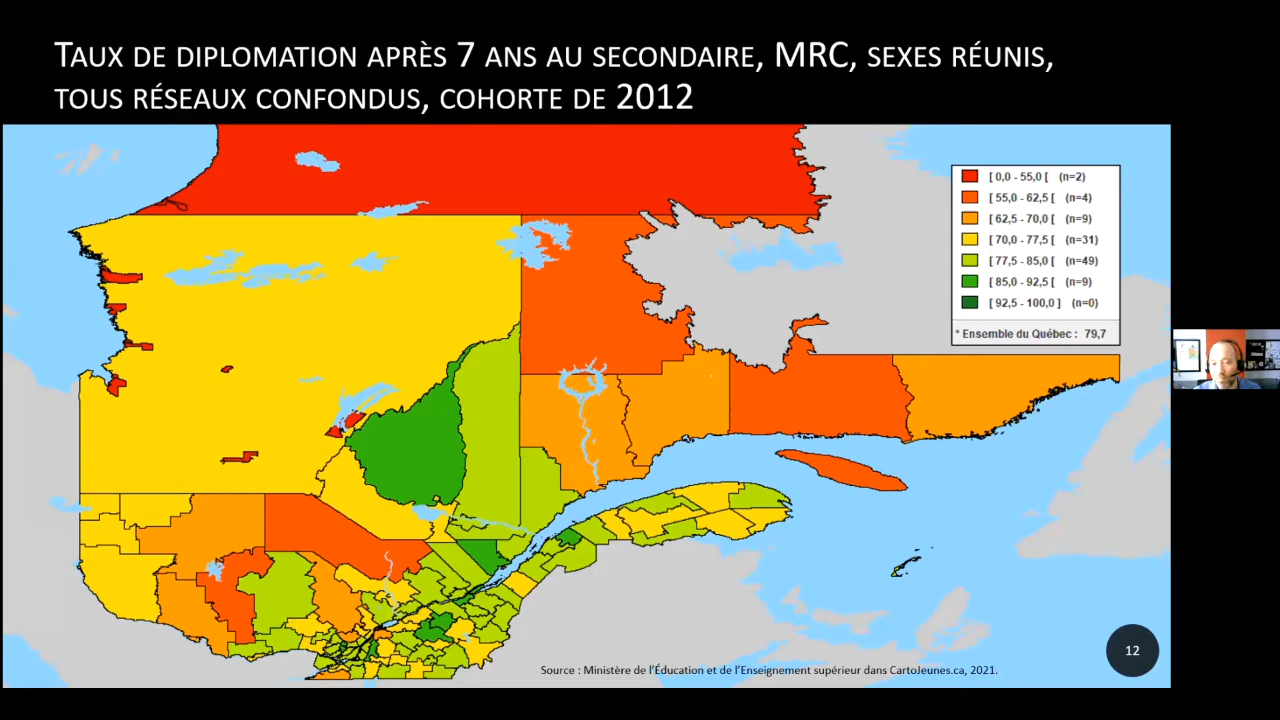 TAUX DE DIPLOMATION APRÈS 7 ANS AU SECONDAIRE, MRC, SEXES RÉUNIS,
TOUS RÉSEAUX CONFONDUS, COHORTE DE 2012
[ 0,0 - 55,0 [ (n=2)
[ 55,0 - 62,5 [ (n=4)
[ 62,5 - 70,0 [ (n=9)
[ 70,0 - 77,5 [ (n=31)
[ 77,5 - 85,0 [ (n=49)
[ 85,0 - 92,5 [ (n=9)
[ 92,5 - 100,0 ] (n=0)
* Ensemble du Québec : 79,7
12
Source : Ministère de l'Éducation et de l'Enseignement supérieur dans CartoJeunes.ca, 2021.